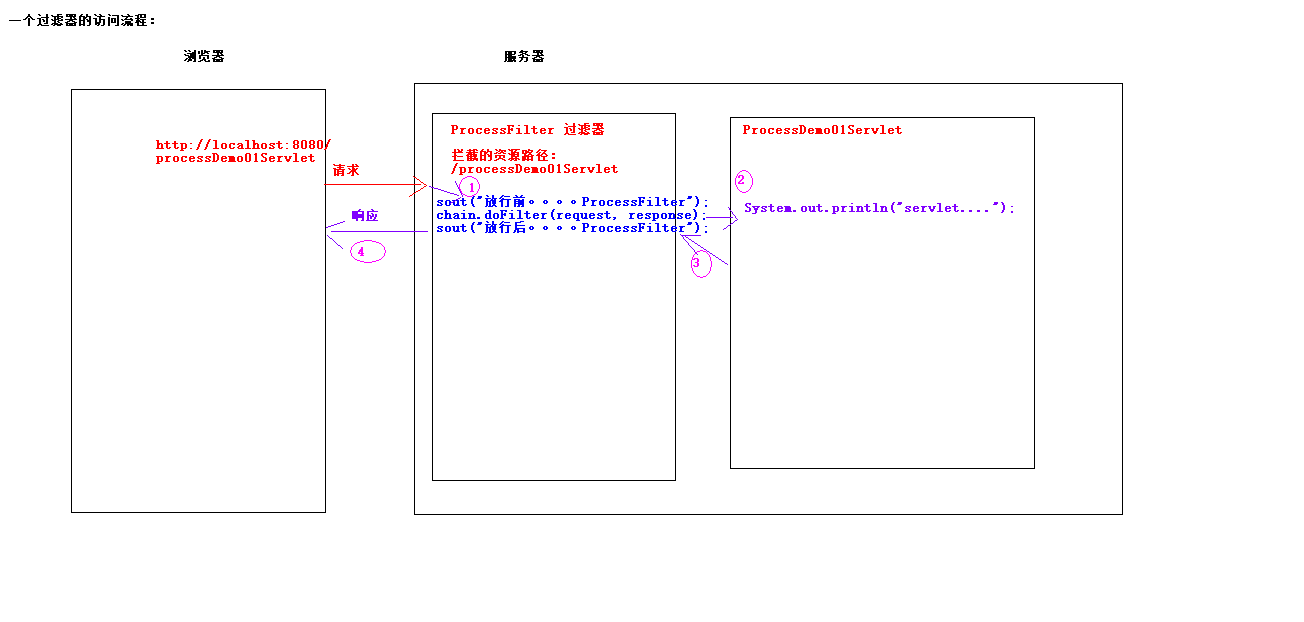 一个过滤器的访问流程：
浏览器
服务器
http://localhost:8080/
processDemo01Servlet
请求
响应
4
ProcessFilter 过滤器
拦截的资源路径：
/processDemo01Servlet
1
sout("放行前。。。。ProcessFilter");
chain.doFilter(request, response);
sout("放行后。。。。ProcessFilter");
3
ProcessDemo01Servlet
2
System.out.println("servlet....");